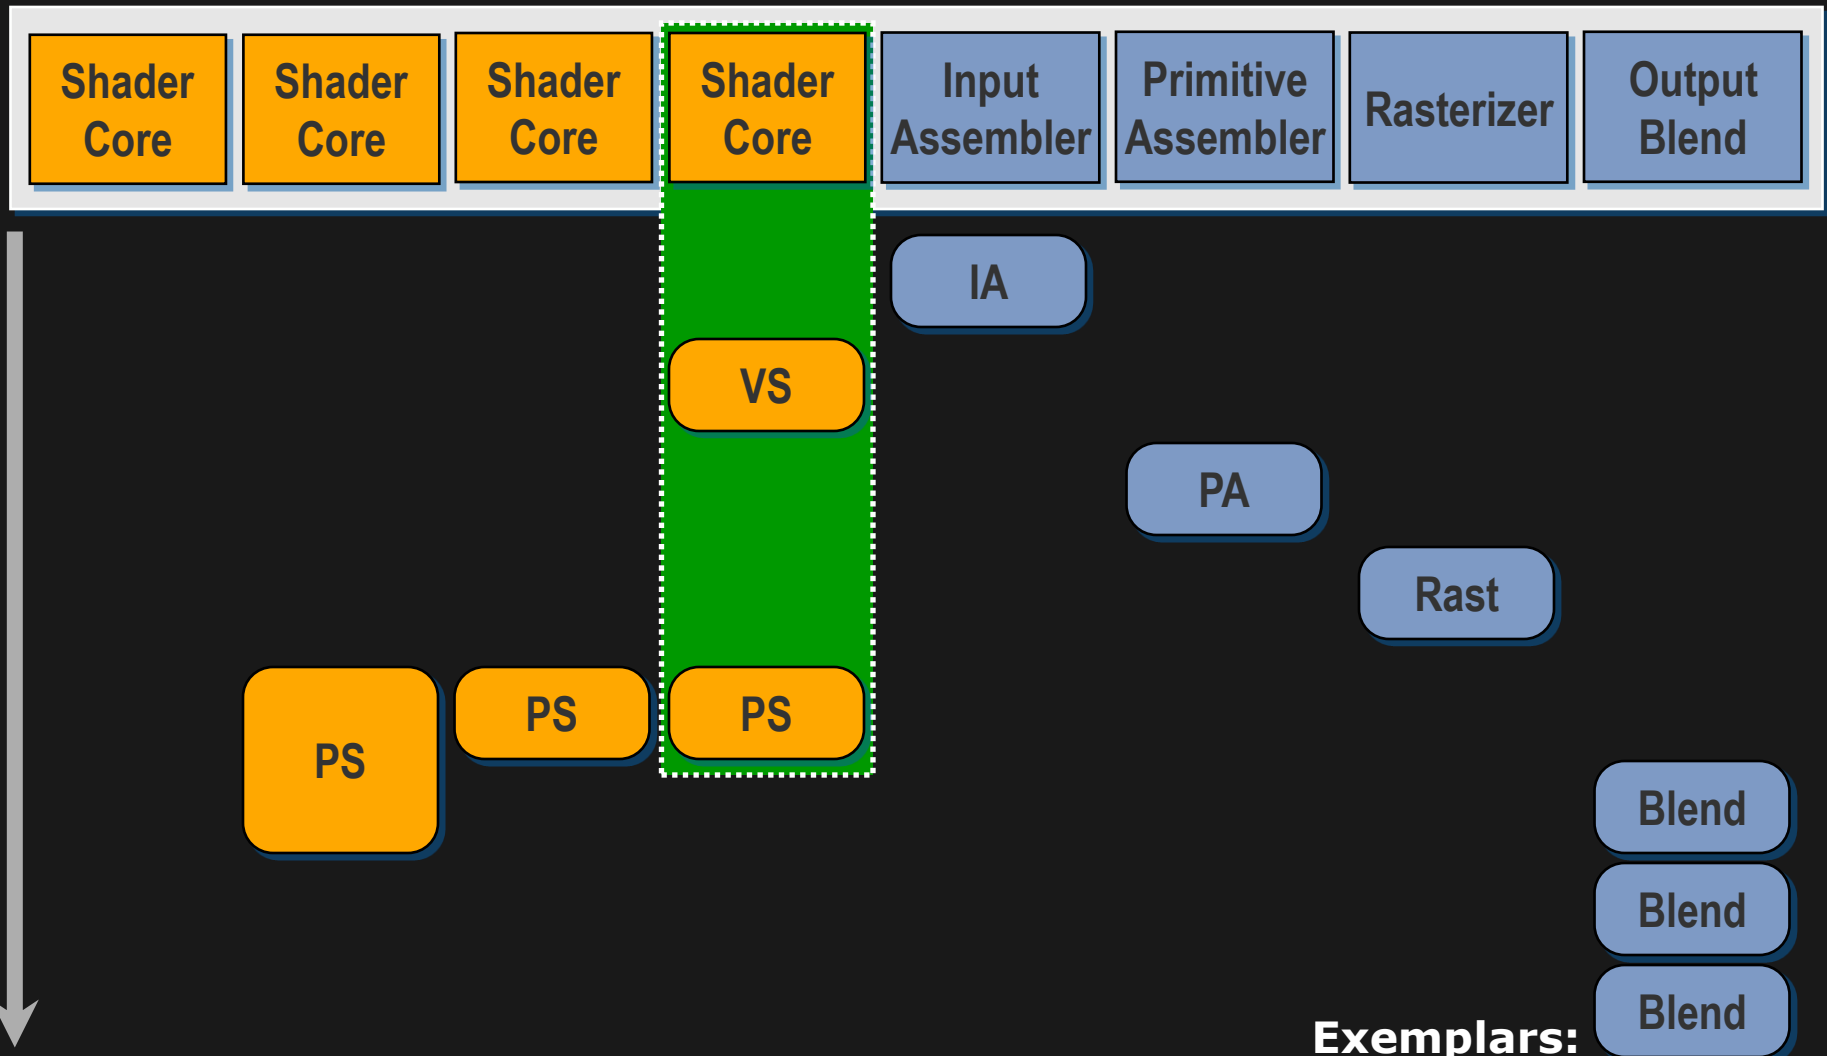 Shader
Core
Shader
Core
Shader
Core
Shader
Core
Input
Assembler
Primitive
Assembler
Rasterizer
Output
Blend
IA
VS
PA
Rast
PS
PS
PS
Blend
Blend
Blend
Exemplars: